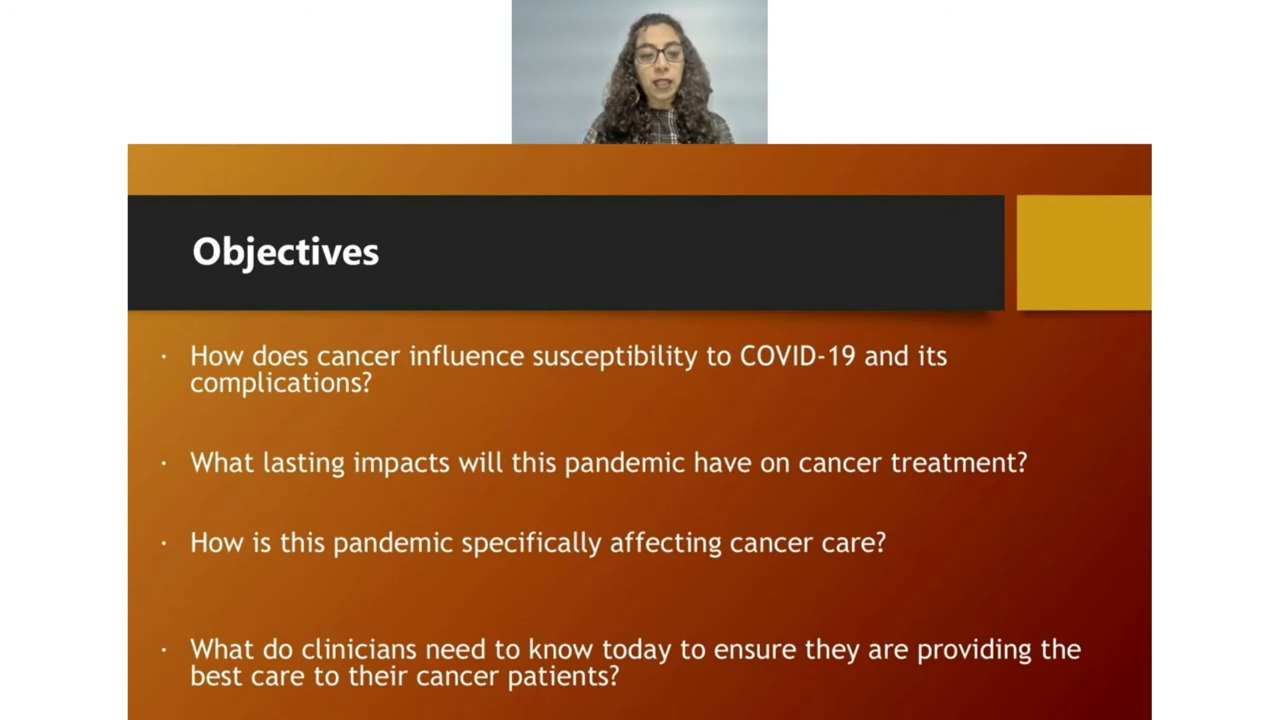 Objectives
· How does cancer influence susceptibility to COVID-19 and its
complications?
· What lasting impacts will this pandemic have on cancer treatment?
· How is this pandemic specifically affecting cancer care?
· What do clinicians need to know today to ensure they are providing the
best care to their cancer patients?